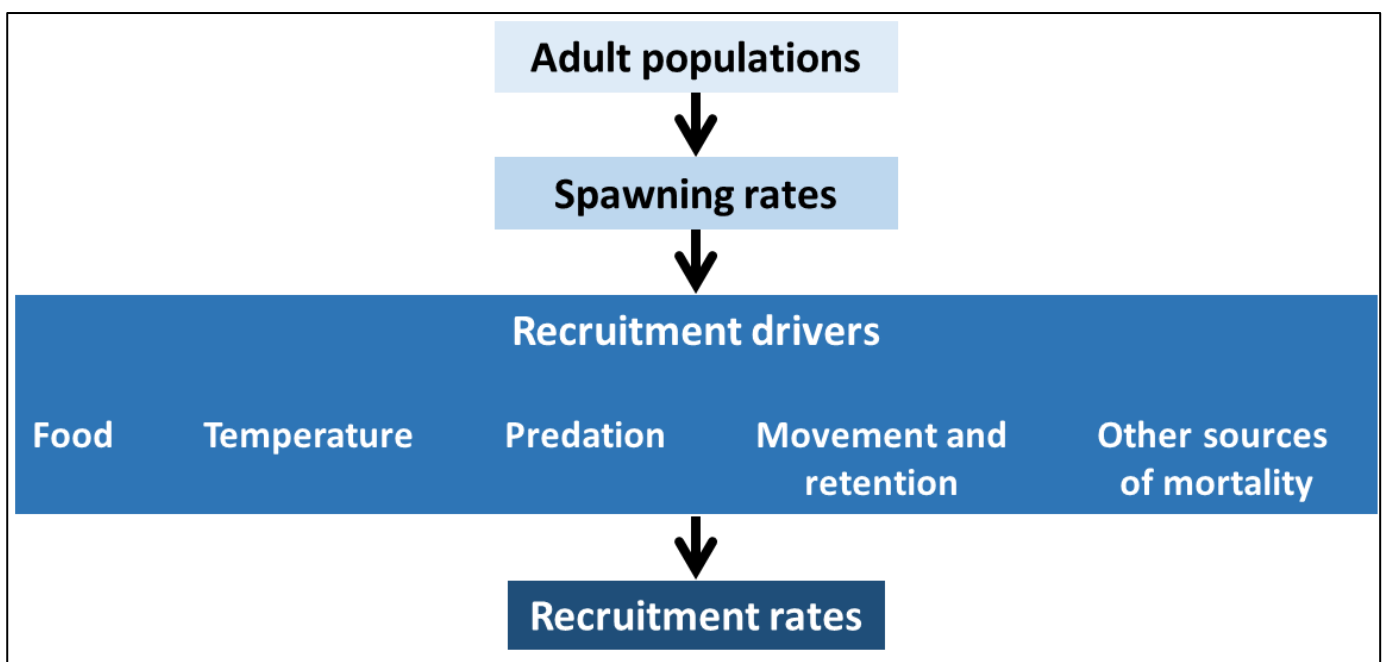 Adult populations
Spawning rates
Recruitment drivers
Food
Temperature
Predation
Movement and
retention
Other sources
of mortality
Recruitment rates